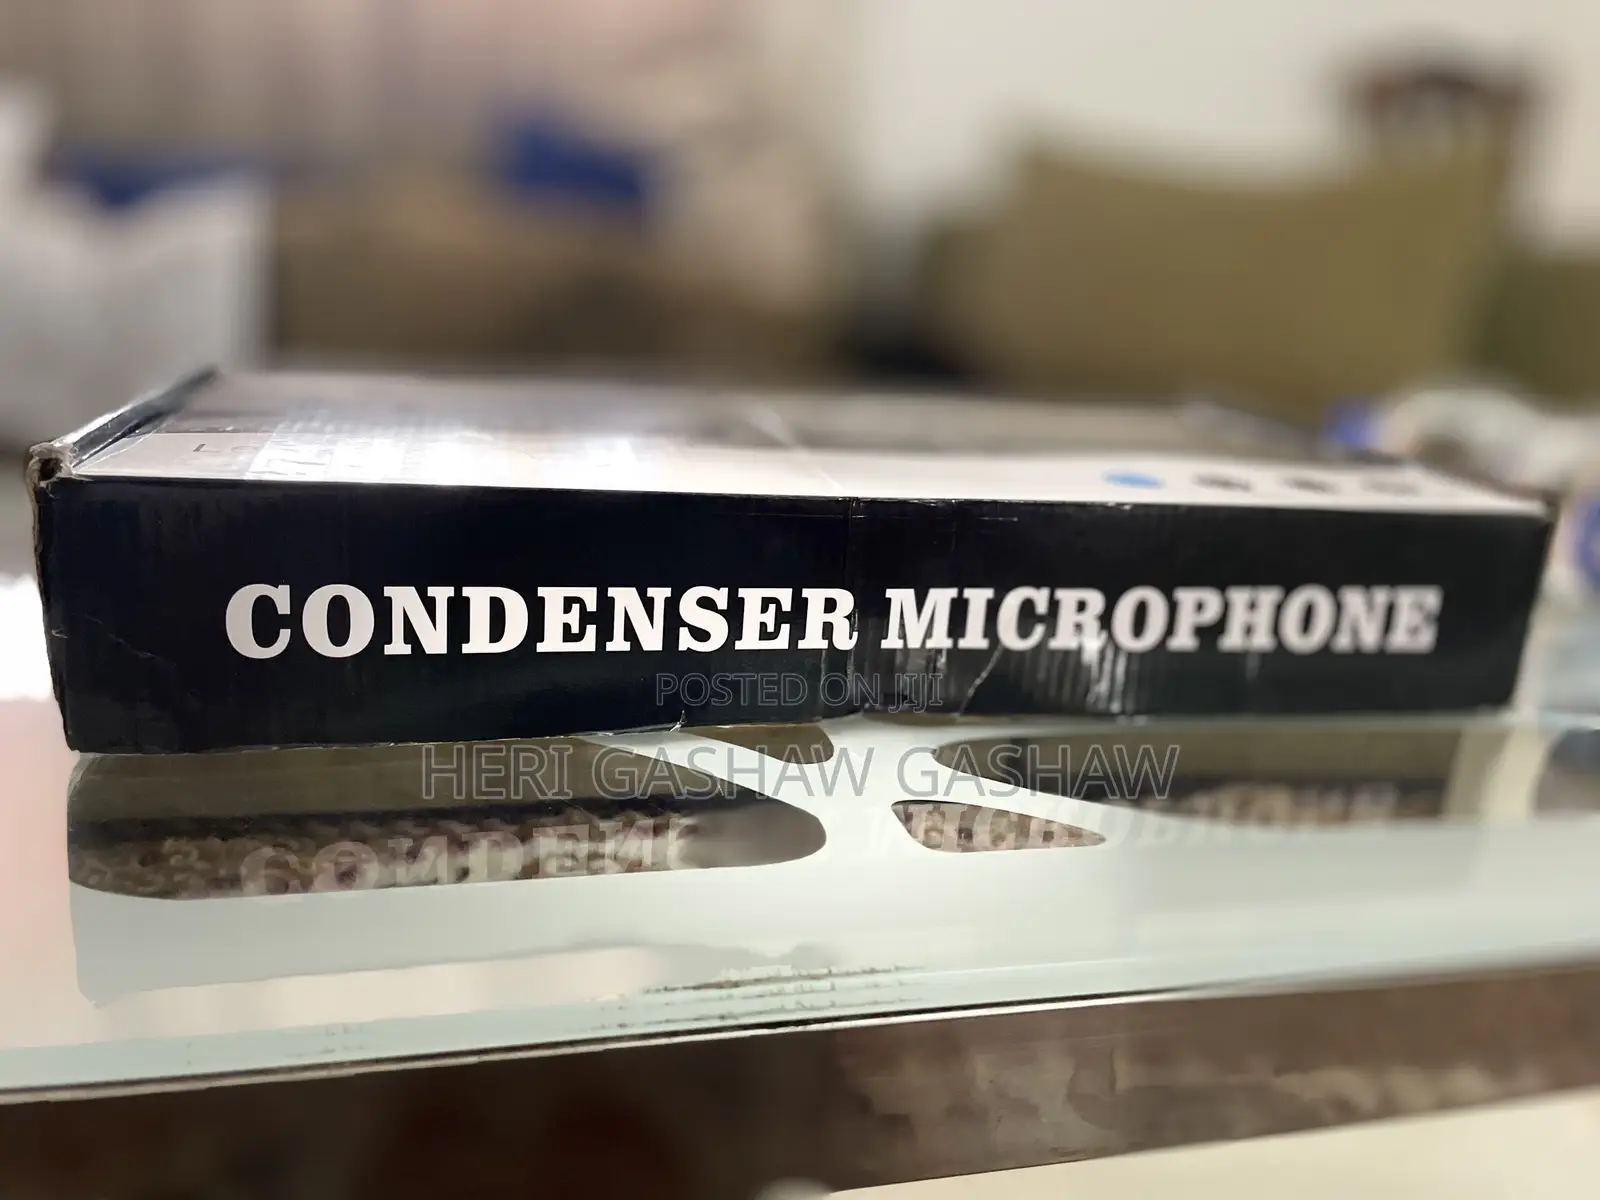 CONDENSER MICROPHONE
POSTED ON JIJI
HERI GASHAW GASHAW